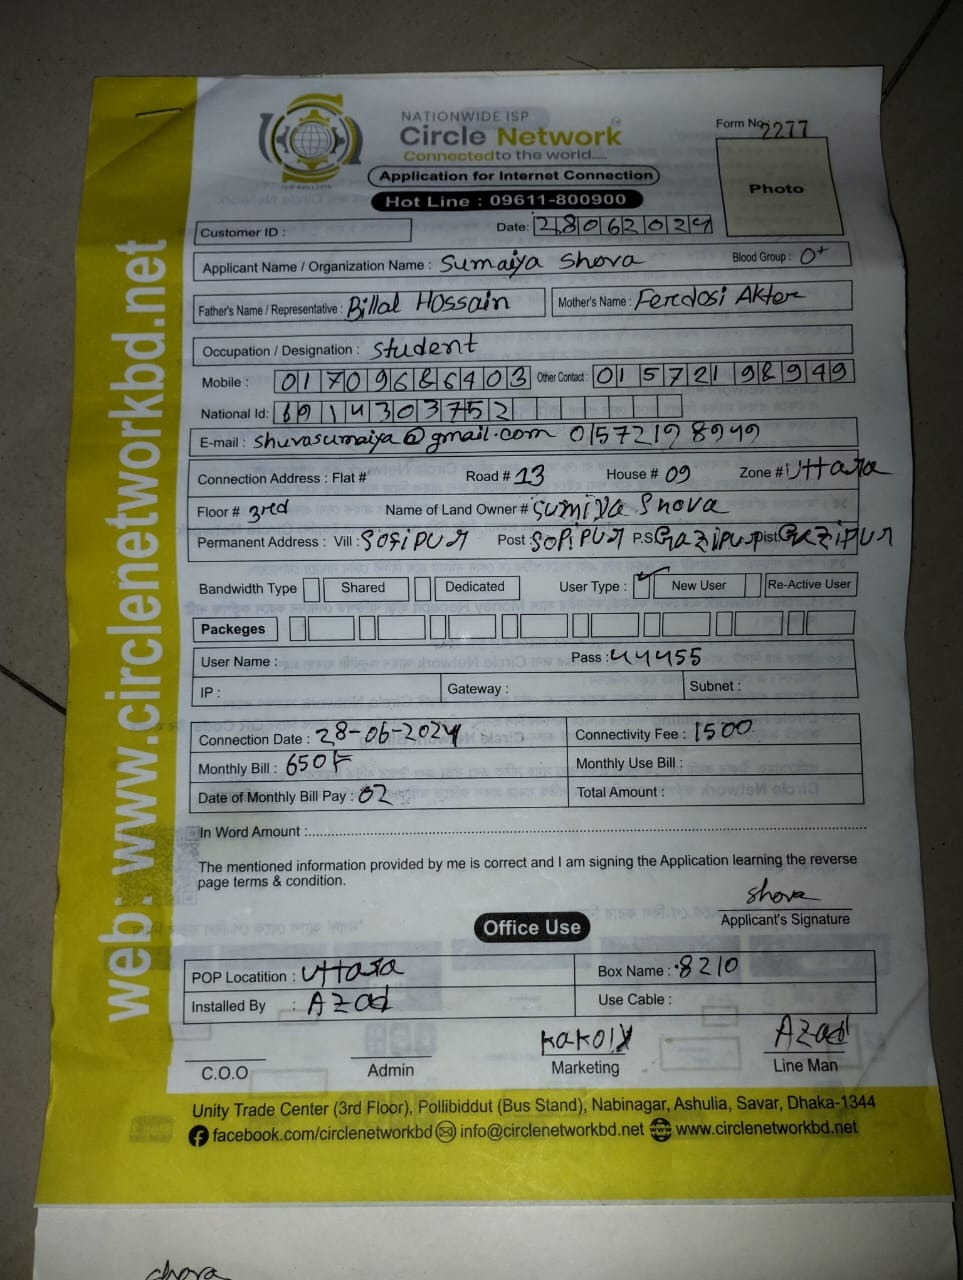 NATIONWIDE ISP
Circle Network
Connected to the world.....
Application for Internet Connection
Hot Line : 09611-800900
Form No. 2277
Photo
Customer ID :
Date: 28062024
Applicant Name / Organization Name : Sumaiya Shova Blood Group : O+
Father's Name / Representative : Billal Hossain Mother's Name : Feredosi Akter
Occupation / Designation : Student
Mobile : 01709686403 Other Contact : 01572198949
National Id: 6914303752
E-mail : shuvasumaiya@gmail.com 01572198949
Connection Address : Flat # Road # 13 House # 09 Zone # Uttara
Floor # 3rd Name of Land Owner # Sumiya Shova
Permanent Address : Vill : Sofipur Post : Sofipur P.S Gazipur Dist: Gazipur
Bandwidth Type Shared Dedicated User Type : New User Re-Active User
Packeges
User Name : Pass : 44455
IP : Gateway : Subnet :
Connection Date : 28-06-2024 Connectivity Fee : 1500
Monthly Bill : 650/- Monthly Use Bill :
Date of Monthly Bill Pay : 02 Total Amount :
In Word Amount :
The mentioned information provided by me is correct and I am signing the Application learning the reverse
page terms & condition.
Shova
Applicant's Signature
Office Use
POP Locatition : Uttara Box Name : 8210
Installed By : Azad Use Cable :
Kakoly Azad
C.O.O Admin Marketing Line Man
Unity Trade Center (3rd Floor), Pollibiddut (Bus Stand), Nabinagar, Ashulia, Savar, Dhaka-1344
facebook.com/circlenetworkbd info@circlenetworkbd.net www.circlenetworkbd.net
web: www.circlenetworkbd.net
shova